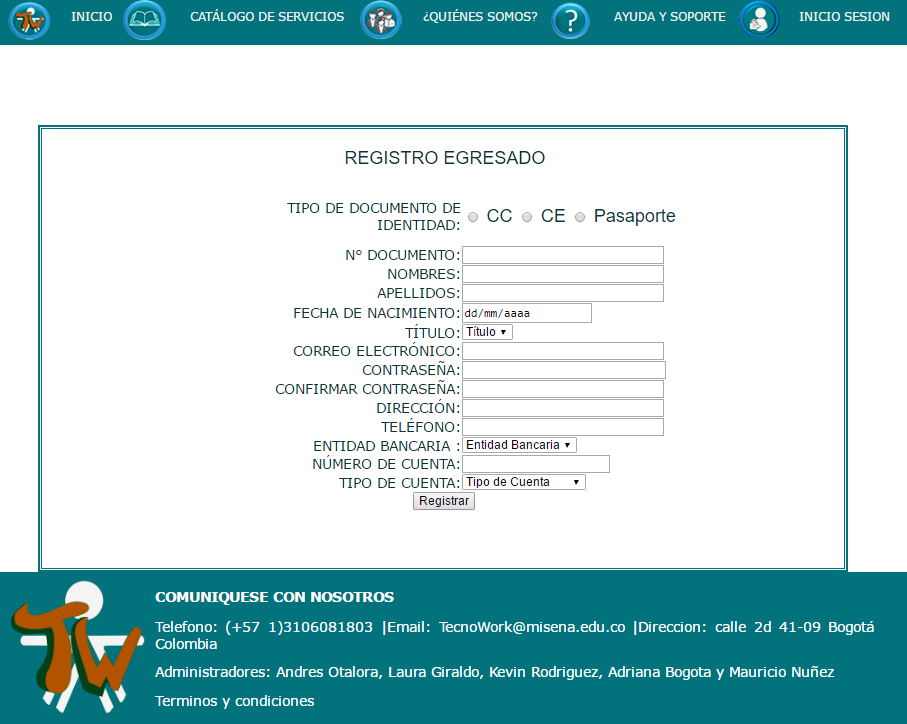 INICIO CATÁLOGO DE SERVICIOS ¿QUIÉNES SOMOS? ? AYUDA Y SOPORTE INICIO SESION
REGISTRO EGRESADO
TIPO DE DOCUMENTO DE
IDENTIDAD: CC CE Pasaporte
Nº DOCUMENTO:
NOMBRES:
APELLIDOS:
FECHA DE NACIMIENTO: dd/mm/aaaa
TÍTULO: Título
CORREO ELECTRÓNICO:
CONTRASEÑA:
CONFIRMAR CONTRASEÑA:
DIRECCIÓN:
TELÉFONO:
ENTIDAD BANCARIA : Entidad Bancaria
NÚMERO DE CUENTA:
TIPO DE CUENTA: Tipo de Cuenta
Registrar
TW
COMUNIQUESE CON NOSOTROS
Telefono: (+57 1)3106081803 |Email: TecnoWork@misena.edu.co |Direccion: calle 2d 41-09 Bogotá
Colombia
Administradores: Andres Otalora, Laura Giraldo, Kevin Rodriguez, Adriana Bogota y Mauricio Nuñez
Terminos y condiciones